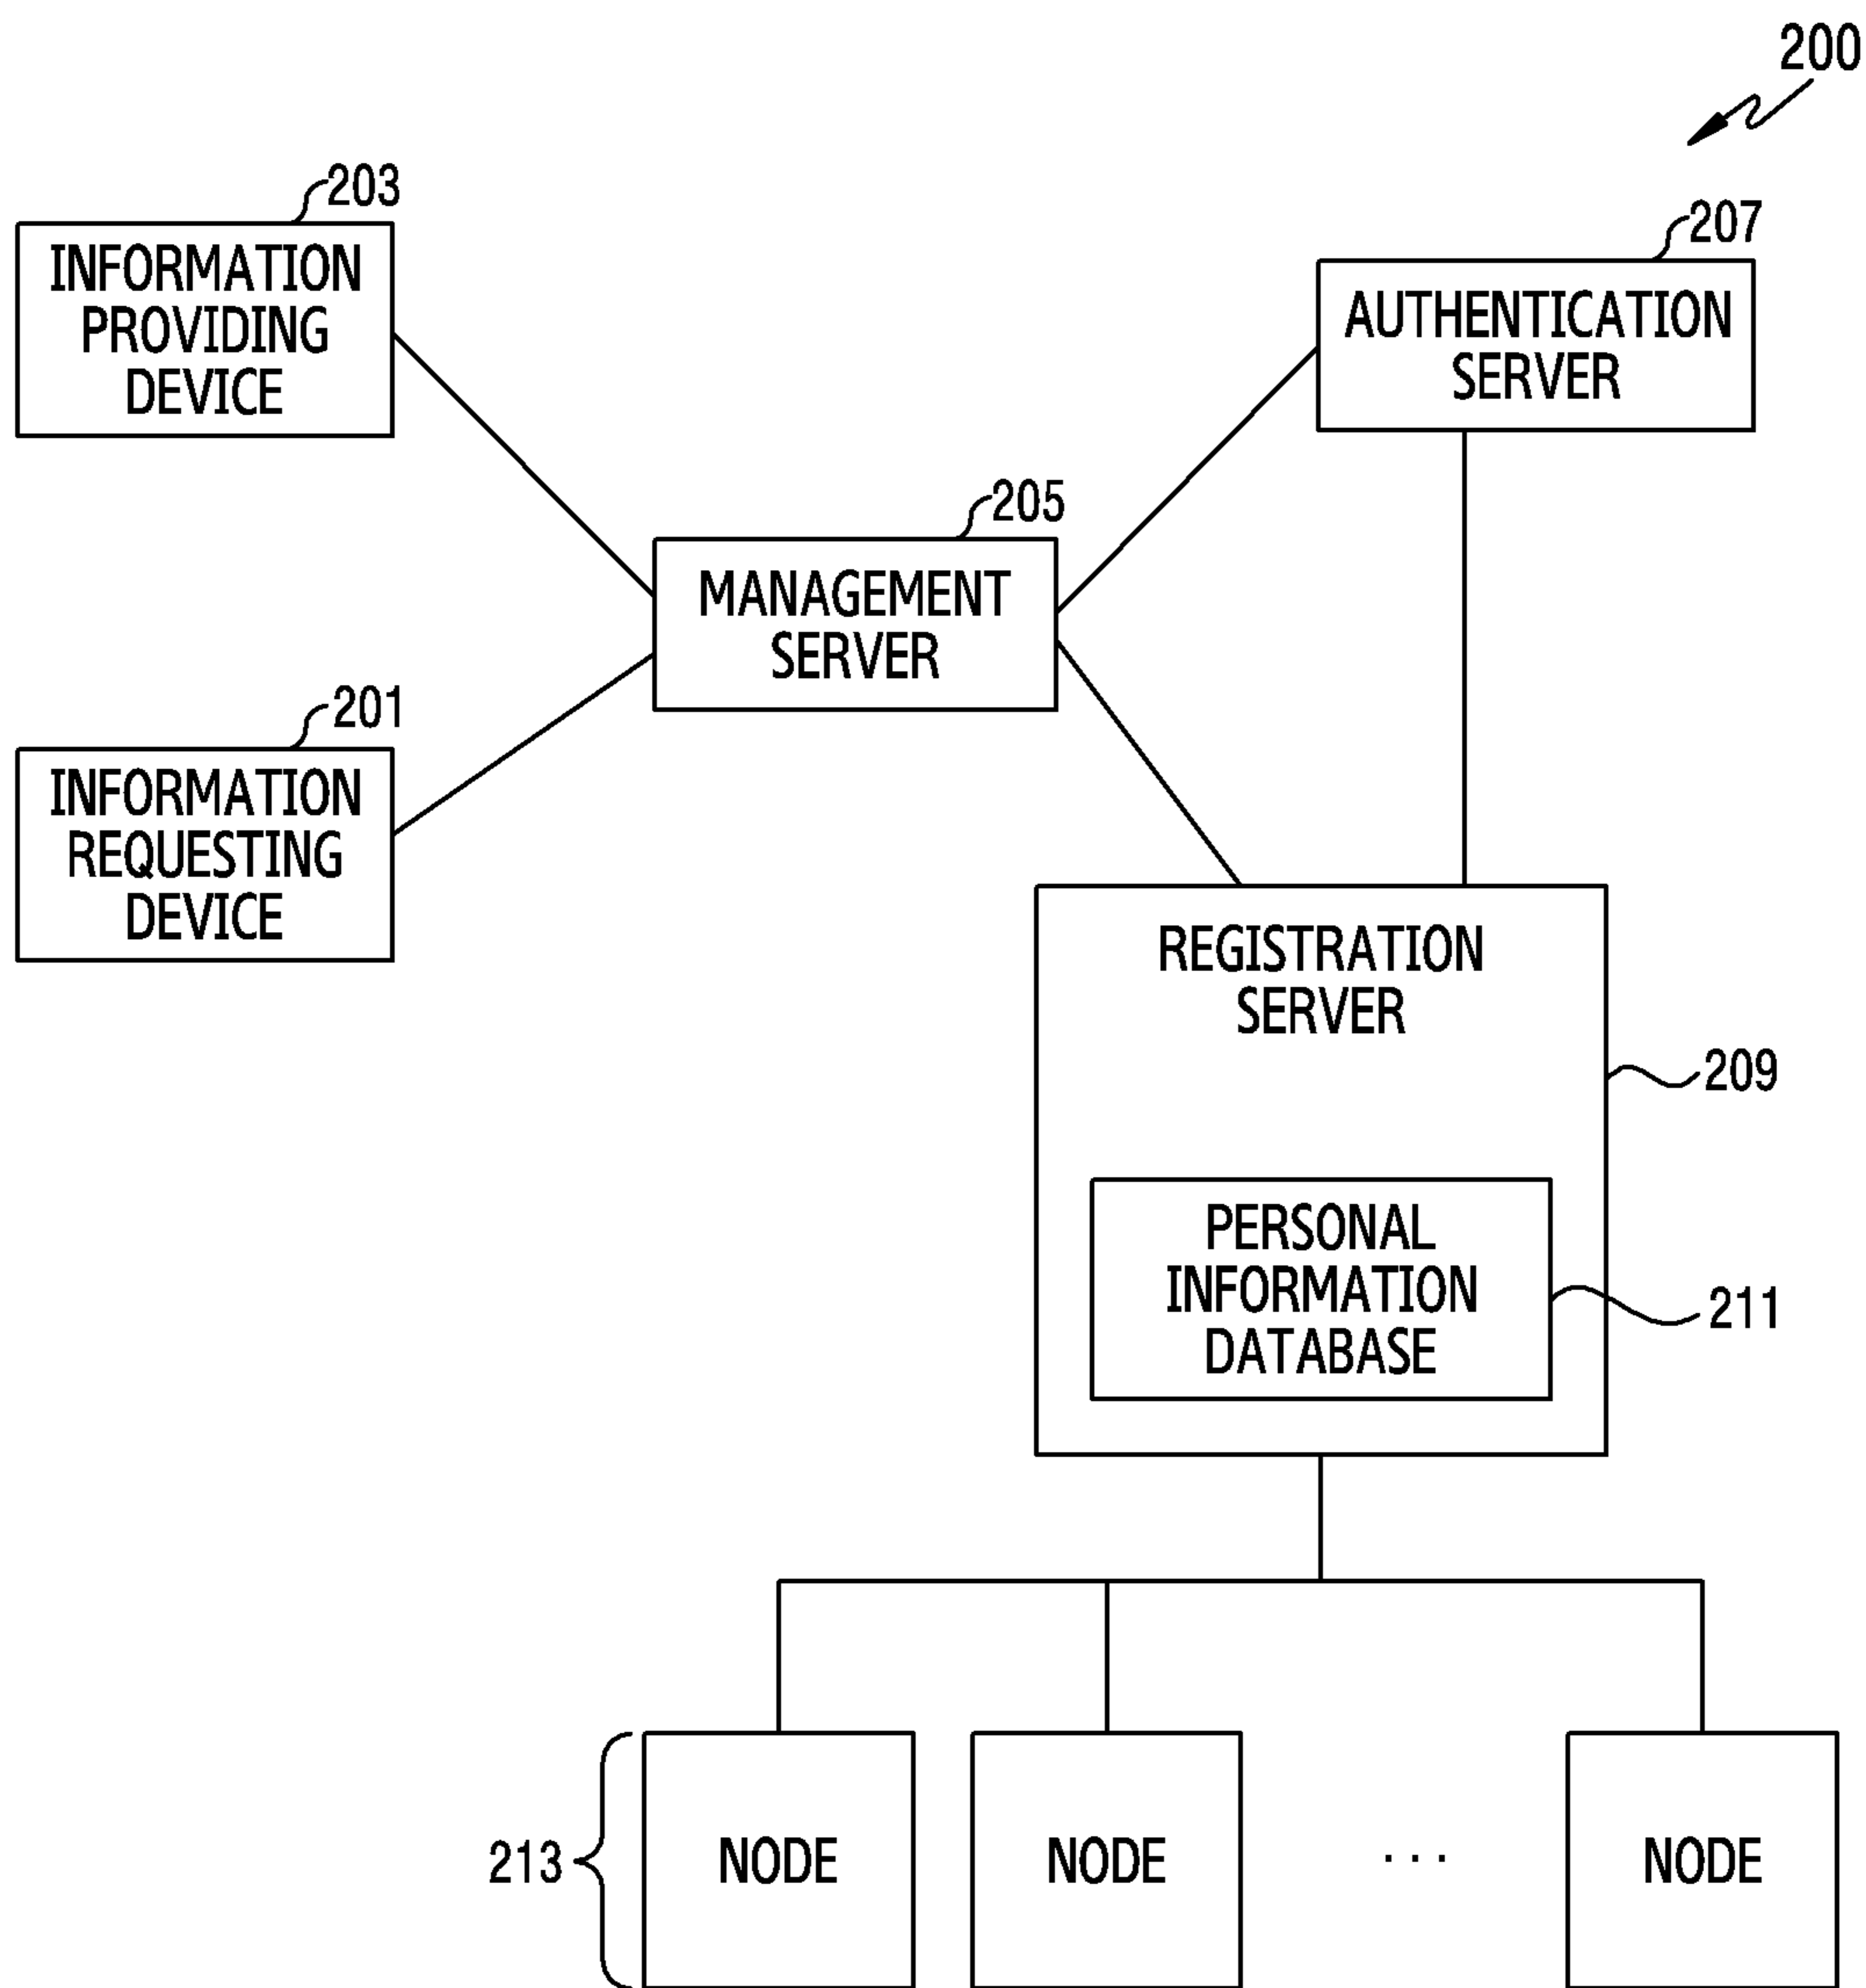 200
203
INFORMATION
PROVIDING
DEVICE
207
AUTHENTICATION
SERVER
205
MANAGEMENT
SERVER
201
INFORMATION
REQUESTING
DEVICE
REGISTRATION
SERVER
209
PERSONAL
INFORMATION
DATABASE
211
213
NODE
NODE
...
NODE